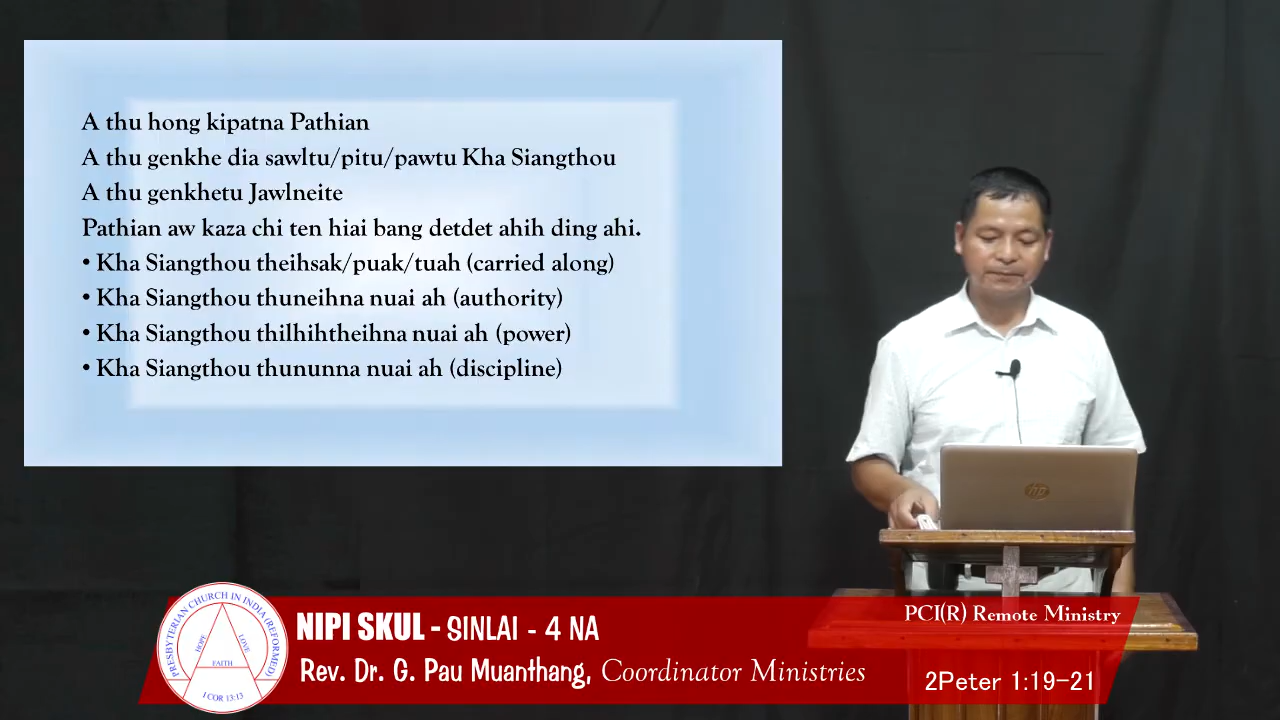 A thu hong kipatna Pathian
A thu genkhe dia sawltu/pitu/pawtu Kha Siangthou
A thu genkhetu Jawlneite
Pathian aw kaza chi ten hiai bang detdet ahih ding ahi.
• Kha Siangthou theihsak/puak/tuah (carried along)
• Kha Siangthou thuneihna nuai ah (authority)
• Kha Siangthou thilhihtheihna nuai ah (power)
• Kha Siangthou thununna nuai ah (discipline)
hp
PRESBYTERIAN CHURCH IN INDIA (REFORMED)
HOPE
LOVE
FAITH
I COR 13:13
NIPI SKUL - SINLAI - 4 NA
Rev. Dr. G. Pau Muanthang, Coordinator Ministries
PCI(R) Remote Ministry
2Peter 1:19-21